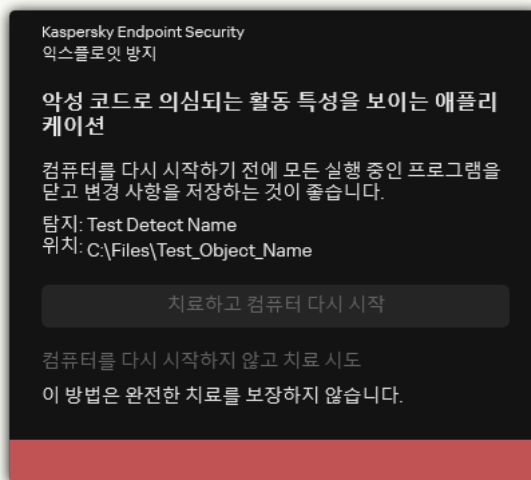 Kaspersky Endpoint Security
익스플로잇 방지
악성 코드로 의심되는 활동 특성을 보이는 애플리
케이션
컴퓨터를 다시 시작하기 전에 모든 실행 중인 프로그램을
닫고 변경 사항을 저장하는 것이 좋습니다.
탐지: Test Detect Name
위치: C:\Files\Test_Object_Name
치료하고 컴퓨터 다시 시작
컴퓨터를 다시 시작하지 않고 치료 시도
이 방법은 완전한 치료를 보장하지 않습니다.